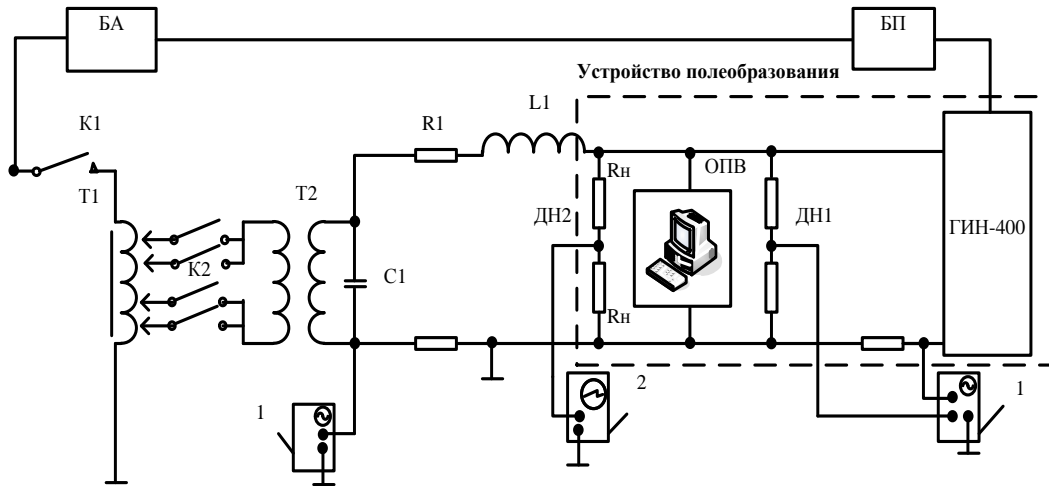 БА
БП
Устройство полеобразования
К1
R1
L1
Rн
ОПВ
Т1
Т2
ДН2
ДН1
ГИН-400
К2
С1
Rн
1
2
1